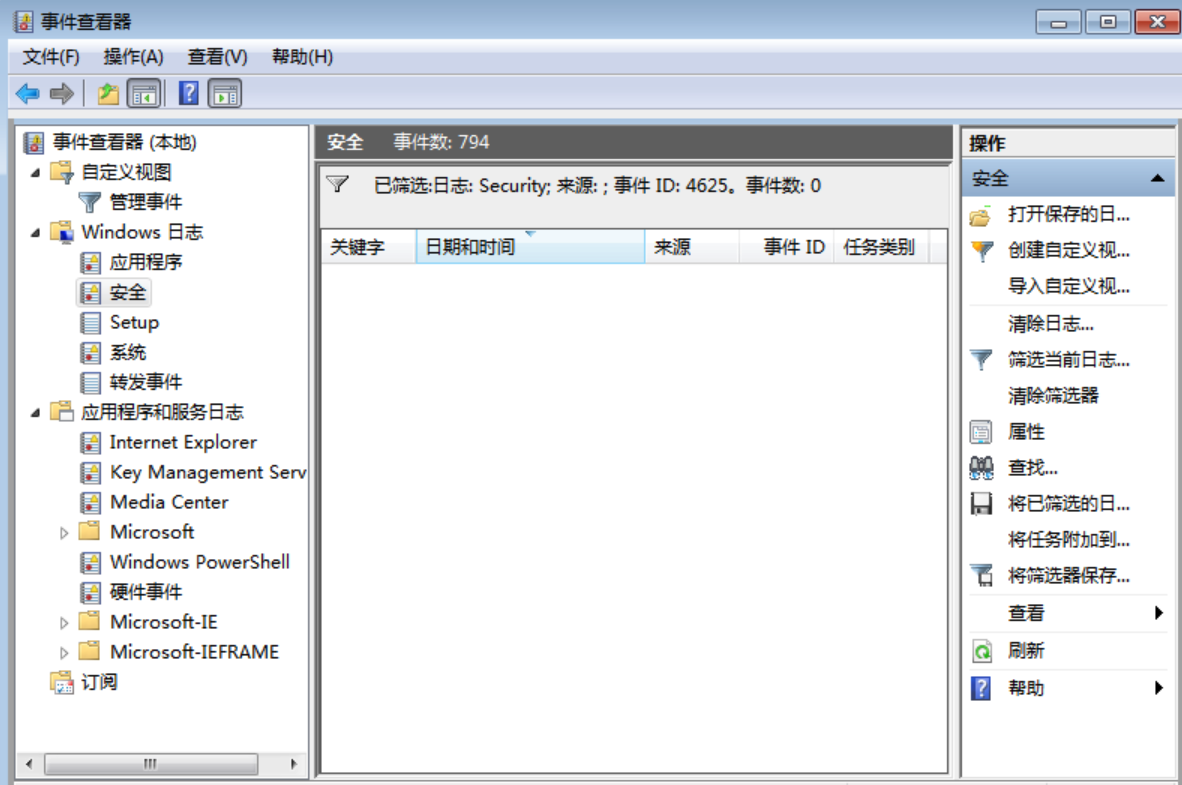 事件查看器
文件(F) 操作(A) 查看(V) 帮助(H)
事件查看器 (本地)
自定义视图
管理事件
Windows 日志
应用程序
安全
Setup
系统
转发事件
应用程序和服务日志
Internet Explorer
Key Management Serv
Media Center
Microsoft
Windows PowerShell
硬件事件
Microsoft-IE
Microsoft-IEFRAME
订阅
安全 事件数: 794
已筛选:日志: Security; 来源: ; 事件 ID: 4625。事件数: 0
关键字 日期和时间 来源 事件 ID 任务类别
操作
安全
打开保存的日...
创建自定义视...
导入自定义视...
清除日志...
筛选当前日志...
清除筛选器
属性
查找...
将已筛选的日...
将任务附加到...
将筛选器保存...
查看
刷新
帮助